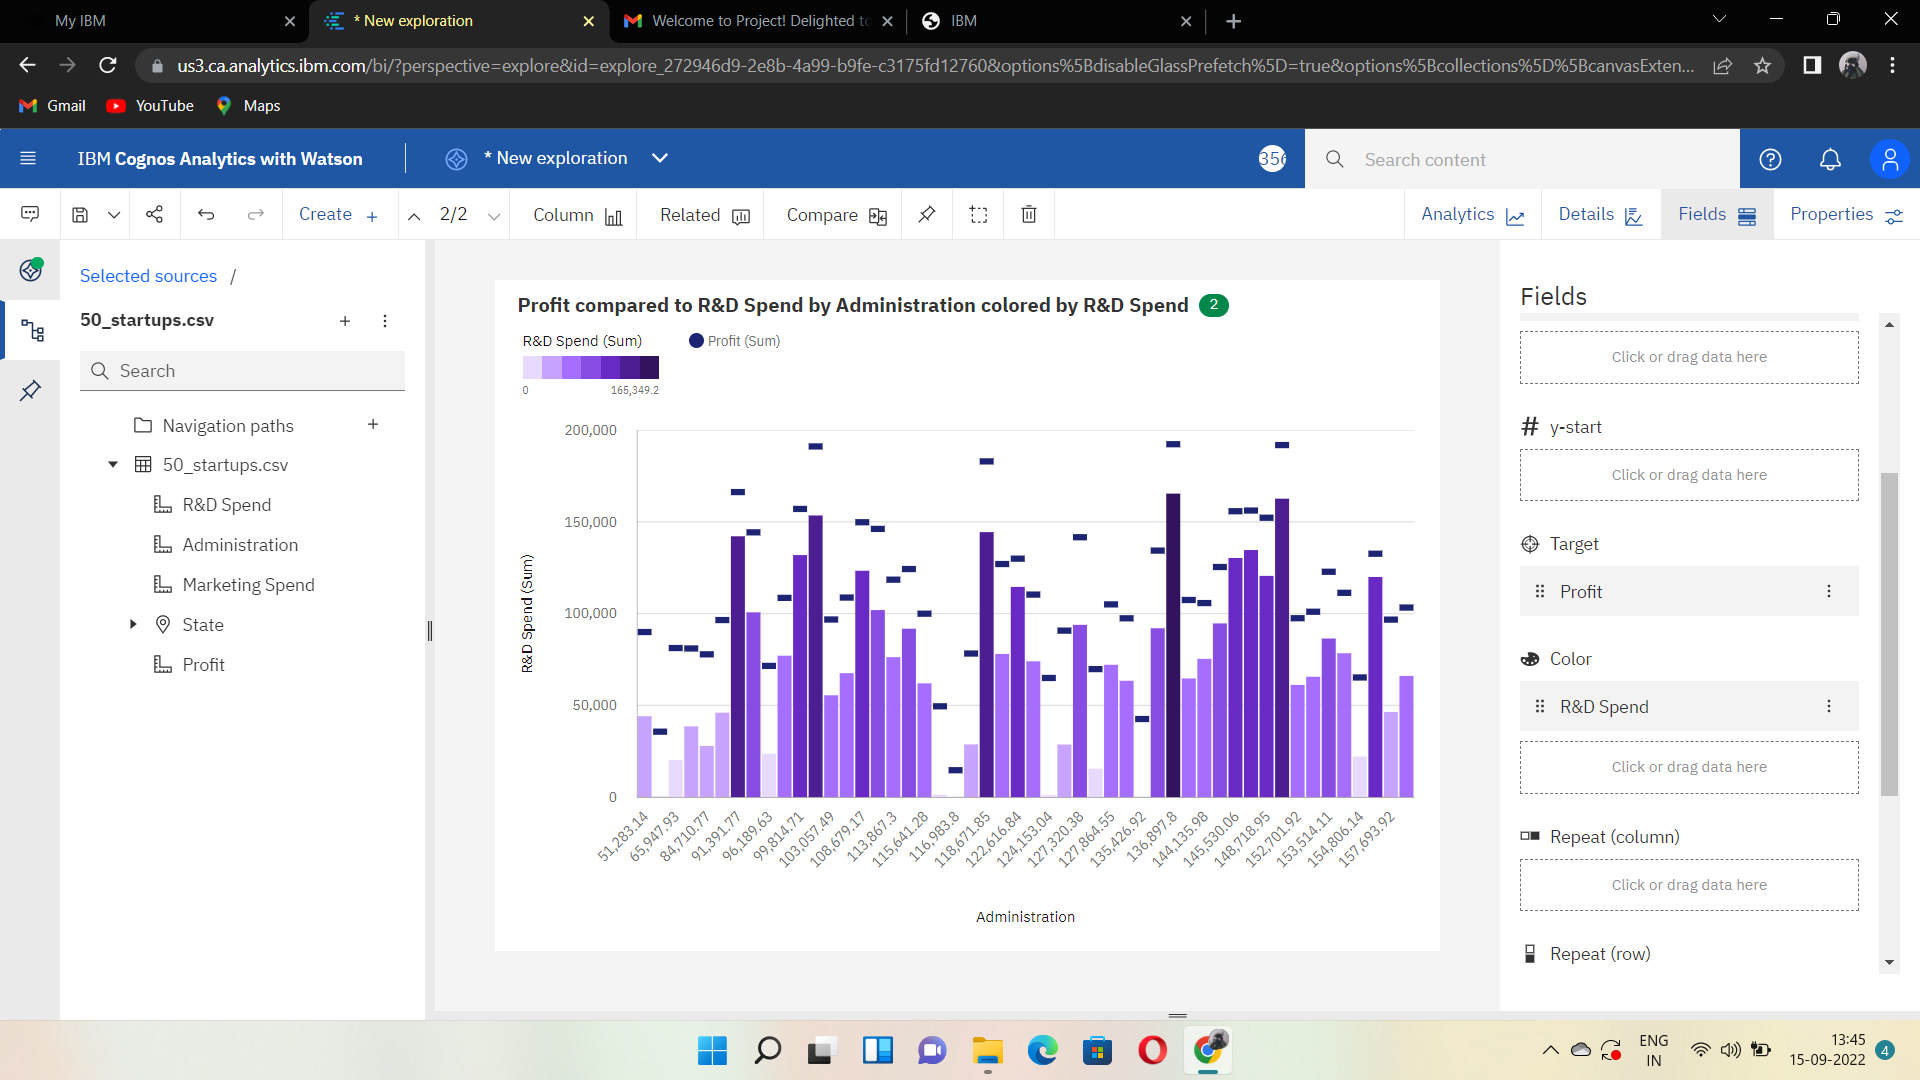 My IBM
* New exploration
Welcome to Project! Delighted to
IBM
us3.ca.analytics.ibm.com/bi/?perspective=explore&id=explore_272946d9-2e8b-4a99-b9fe-c3175fd12760&options%5BdisableGlassPrefetch%5D=true&options%5Bcollections%5D%5BcanvasExten...
Gmail
YouTube
Maps
IBM Cognos Analytics with Watson
* New exploration
356
Search content
Create
2/2
Column
Related
Compare
Analytics
Details
Fields
Properties
Selected sources /
50_startups.csv
Search
Navigation paths
50_startups.csv
R&D Spend
Administration
Marketing Spend
State
Profit
Profit compared to R&D Spend by Administration colored by R&D Spend 2
R&D Spend (Sum)
0 165,349.2
Profit (Sum)
R&D Spend (Sum)
200,000
150,000
100,000
50,000
0
51,283.14
65,947.93
84,710.77
91,391.77
96,189.63
99,814.71
103,057.49
108,679.17
113,867.3
115,641.28
116,983.8
118,671.85
122,616.84
124,153.04
127,320.38
127,864.55
135,426.92
136,897.8
144,135.98
145,530.06
148,718.95
152,701.92
153,514.11
154,806.14
157,693.92
Administration
Fields
Click or drag data here
y-start
Click or drag data here
Target
Profit
Color
R&D Spend
Click or drag data here
Repeat (column)
Click or drag data here
Repeat (row)
ENG
IN
13:45
15-09-2022
4